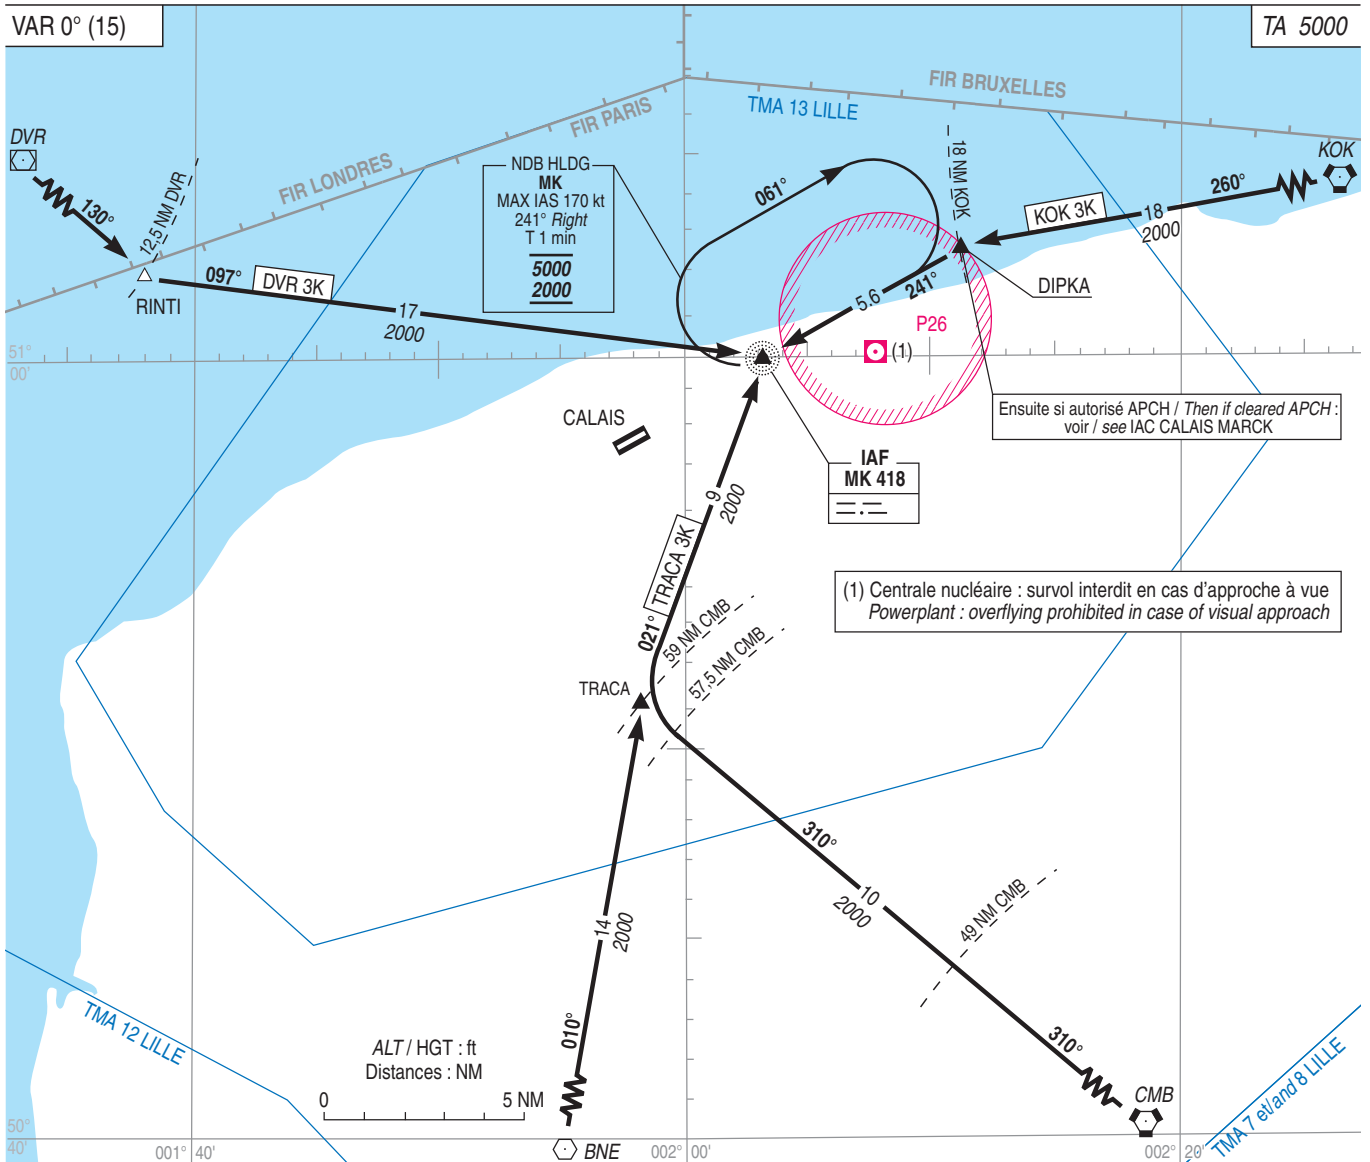 VAR 0° (15)
TA 5000
FIR BRUXELLES
TMA 13 LILLE
FIR PARIS
FIR LONDRES
DVR
130°
12,5 NM DVR
RINTI
097°
DVR 3K
17
2000
NDB HLDG
MK
MAX IAS 170 kt
241° Right
T 1 min
5000
2000
061°
18 NM KOK
KOK
260°
KOK 3K
18
2000
DIPKA
5.6
241°
P26
(1)
51°
00'
CALAIS
Ensuite si autorisé APCH / Then if cleared APCH :
voir / see IAC CALAIS MARCK
IAF
MK 418
9
2000
TRACA 3K
021°
(1) Centrale nucléaire : survol interdit en cas d'approche à vue
Powerplant : overflying prohibited in case of visual approach
59 NM CMB
57,5 NM CMB
TRACA
310°
10
2000
49 NM CMB
14
2000
010°
310°
TMA 12 LILLE
ALT / HGT : ft
Distances : NM
0
5 NM
CMB
TMA 7 et/and 8 LILLE
50°
40'
001° 40'
BNE
002° 00'
002° 20'